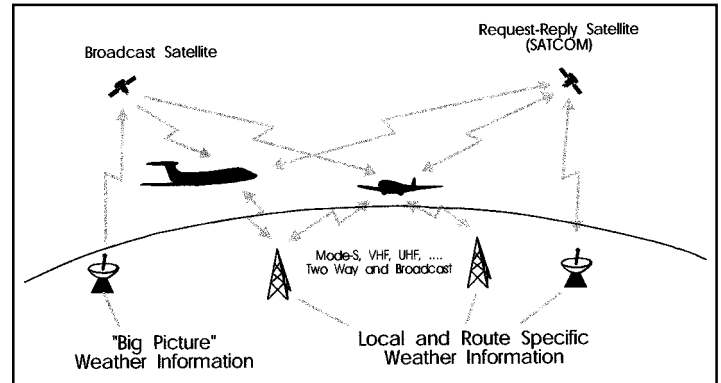 Broadcast Satellite
Request-Reply Satellite
(SATCOM)
Mode-S, VHF, UHF, ....
Two Way and Broadcast
"Big Picture"
Weather Information
Local and Route Specific
Weather Information